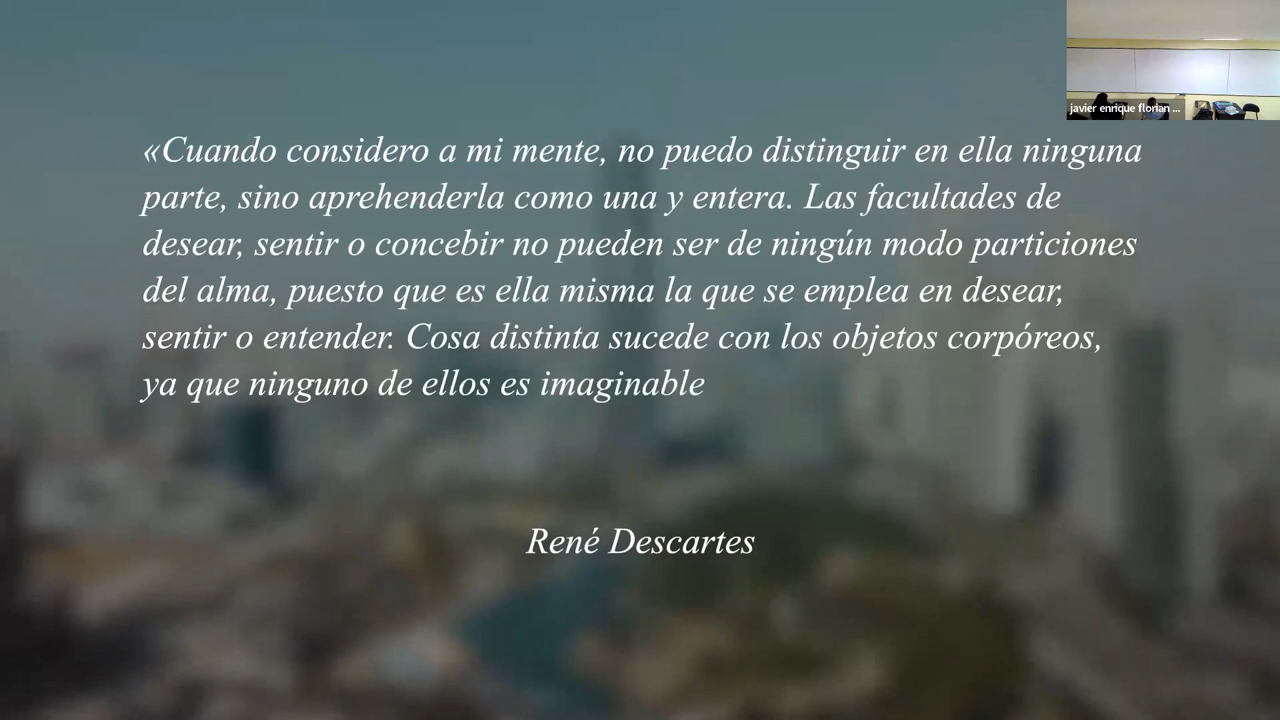 javier enrique florian ...
«Cuando considero a mi mente, no puedo distinguir en ella ninguna
parte, sino aprehenderla como una y entera. Las facultades de
desear, sentir o concebir no pueden ser de ningún modo particiones
del alma, puesto que es ella misma la que se emplea en desear,
sentir o entender. Cosa distinta sucede con los objetos corpóreos,
ya que ninguno de ellos es imaginable
René Descartes